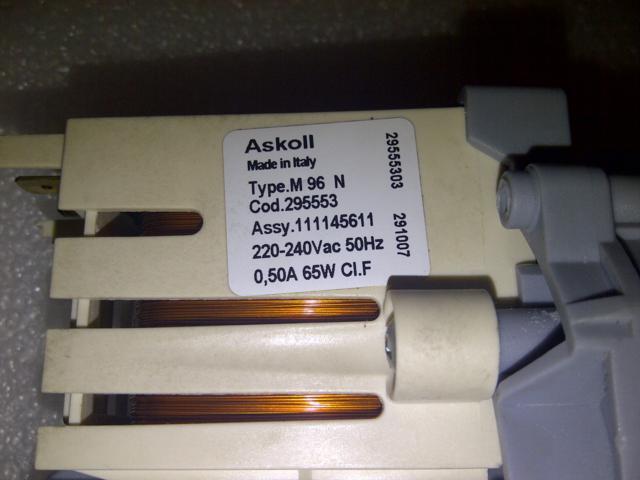 Askoll
Made in Italy
Type.M 96 N
Cod.295553
Assy.111145611
220-240Vac 50Hz
0,50A 65W Cl.F
29555303 291007